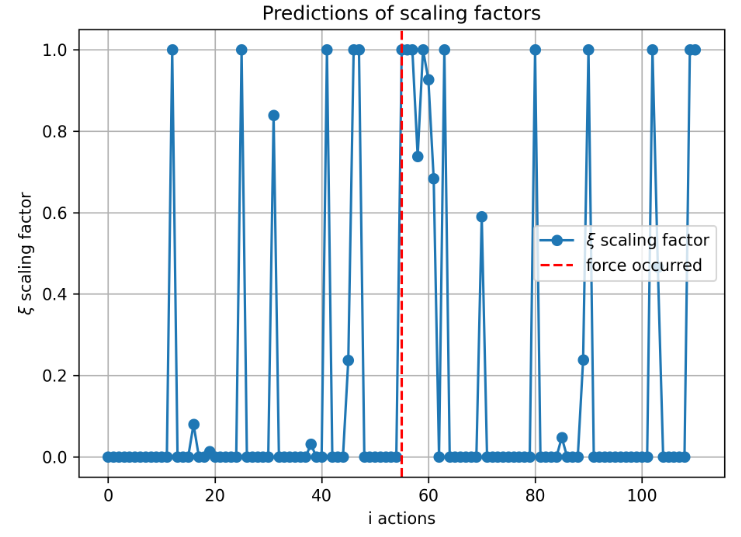 Predictions of scaling factors
ξ scaling factor
1.0
0.8
0.6
0.4
0.2
0.0
ξ scaling factor
force occurred
0 20 40 60 80 100
i actions